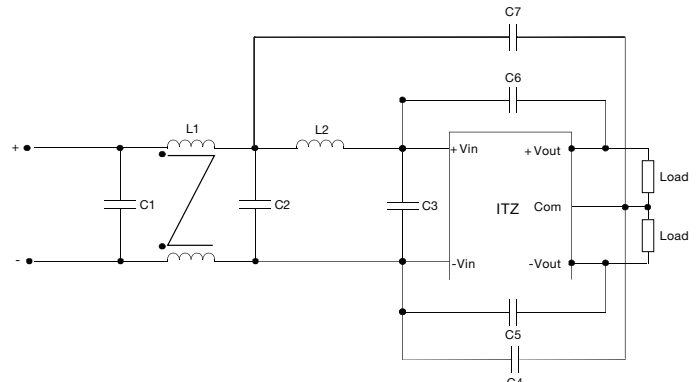 C7
C6
L1
L2
+
+Vin
+Vout
Load
C1
C2
C3
ITZ
Com
Load
-
-Vin
-Vout
C5